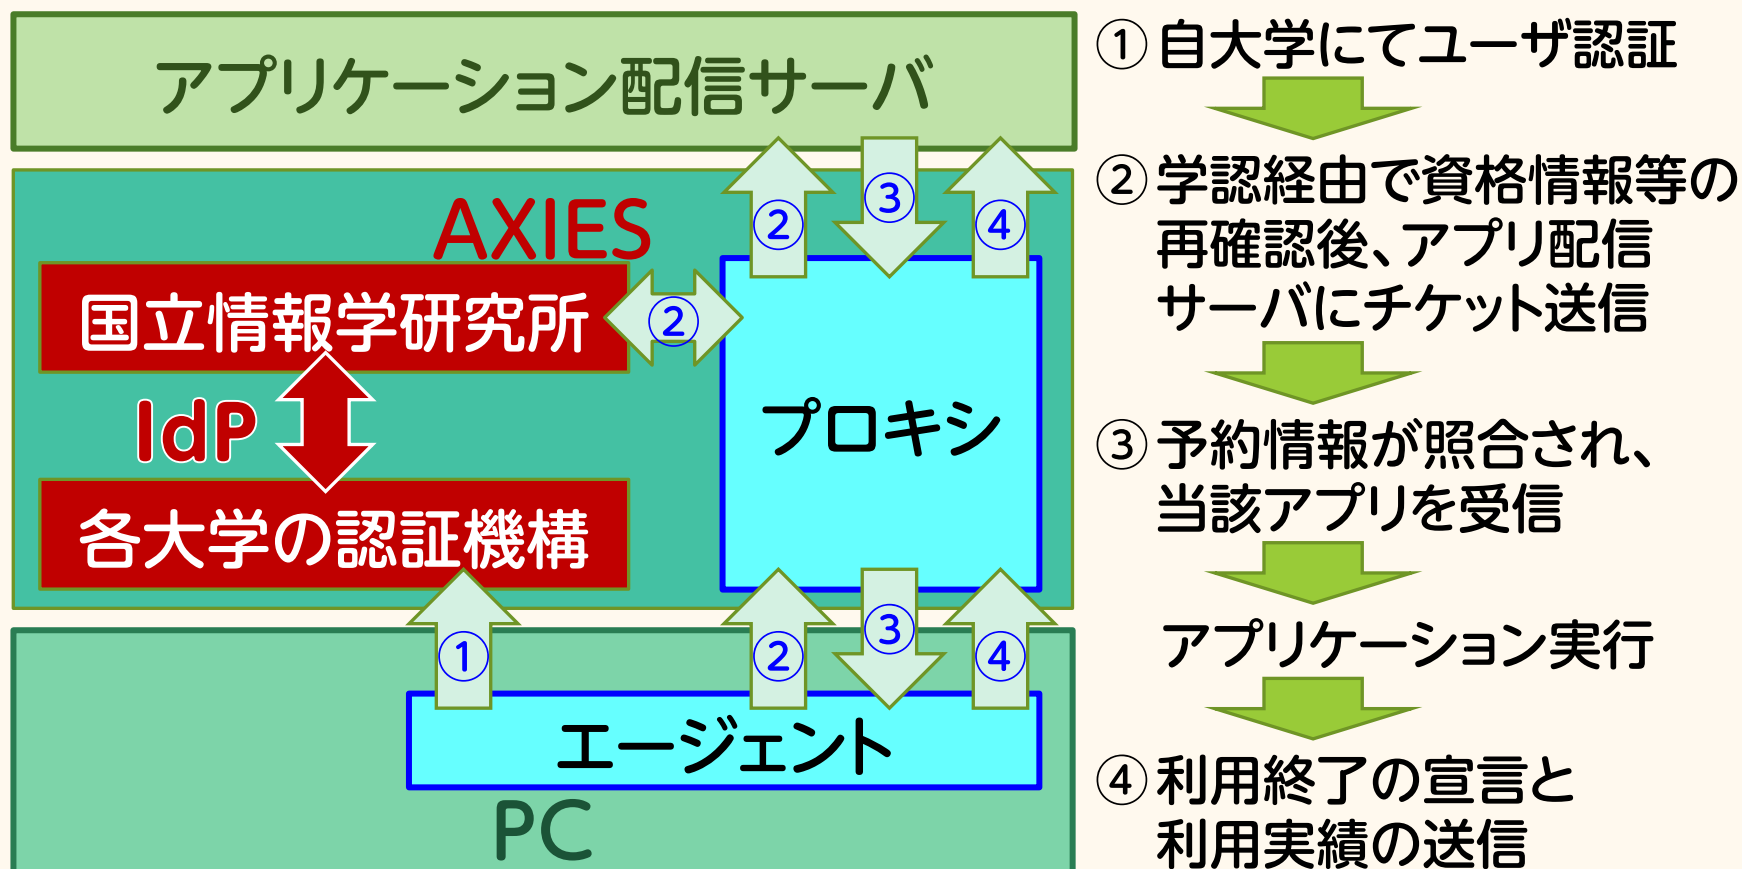 アプリケーション配信サーバ
②
③
④
AXIES
国立情報学研究所
②
プロキシ
IdP
各大学の認証機構
①
②
③
④
エージェント
PC
①自大学にてユーザ認証
②学認経由で資格情報等の
再確認後、アプリ配信
サーバにチケット送信
③予約情報が照合され、
当該アプリを受信
アプリケーション実行
④利用終了の宣言と
利用実績の送信